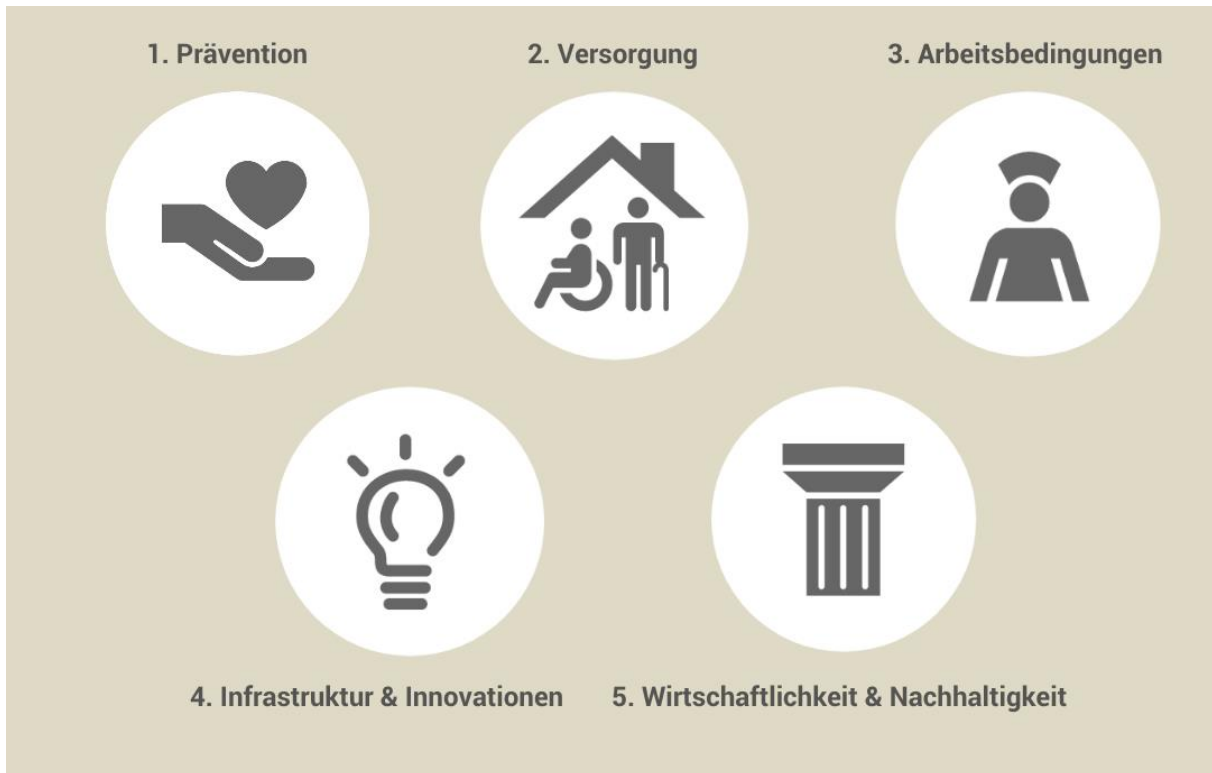 1. Prävention
2. Versorgung
3. Arbeitsbedingungen
4. Infrastruktur & Innovationen
5. Wirtschaftlichkeit & Nachhaltigkeit